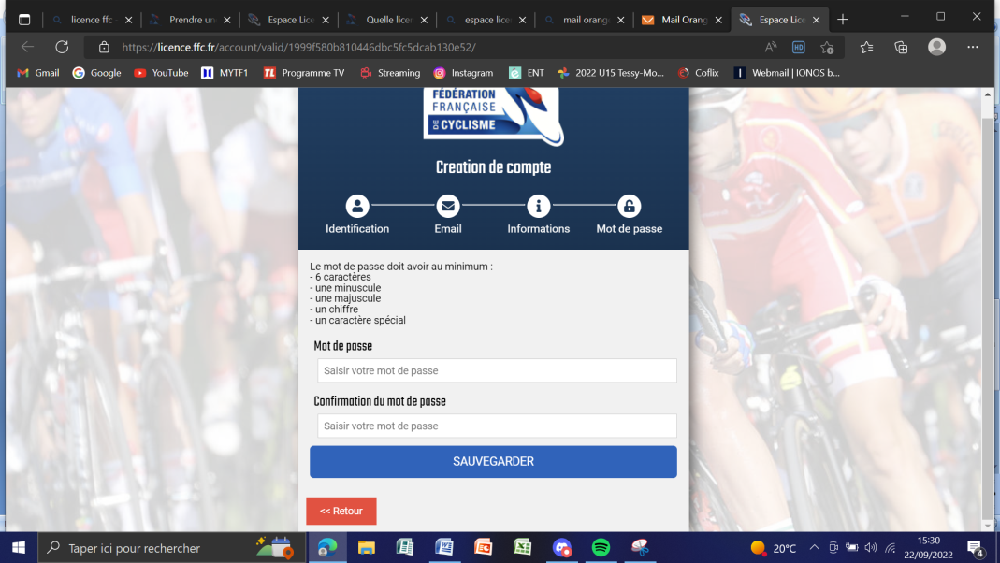 licence ffc
Prendre un
Espace Lice
Quelle licer
espace lice
mail orang
Mail Orang
Espace Lice
https://licence.ffc.fr/account/valid/1999f580b810446dbc5fc5dcab130e52/
Gmail
Google
YouTube
MYTF1
Programme TV
Streaming
Instagram
ENT
2022 U15 Tessy-Mo...
Coflix
Webmail | IONOS b...
FÉDÉRATION
FRANÇAISE
DE CYCLISME
Creation de compte
Identification
Email
Informations
Mot de passe
Le mot de passe doit avoir au minimum :
- 6 caractères
- une minuscule
- une majuscule
- un chiffre
- un caractère spécial
Mot de passe
Saisir votre mot de passe
Confirmation du mot de passe
Saisir votre mot de passe
SAUVEGARDER
<< Retour
Taper ici pour rechercher
20°C
15:30
22/09/2022
4